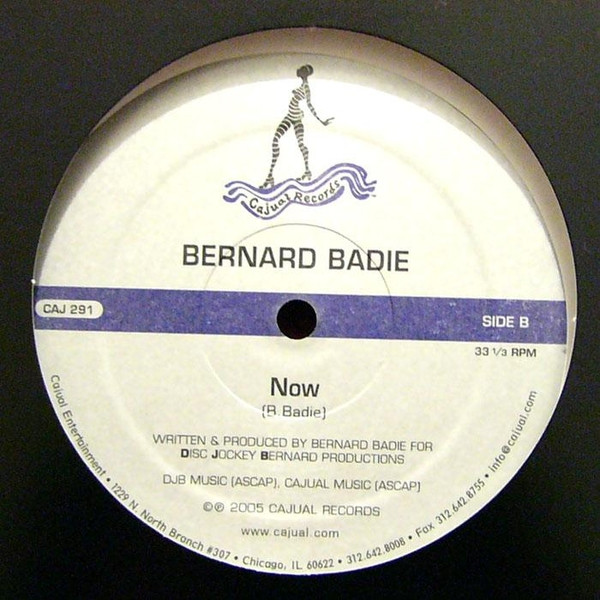 Cajual Records
BERNARD BADIE
CAJ 291
SIDE B
33 1/3 RPM
Now
(B. Badie)
WRITTEN & PRODUCED BY BERNARD BADIE FOR
DISC JOCKEY BERNARD PRODUCTIONS
DJB MUSIC (ASCAP), CAJUAL MUSIC (ASCAP)
©℗ 2005 CAJUAL RECORDS
www.cajual.com
Cajual Entertainment • 1229 N. North Branch #307 • Chicago, IL 60622 • 312.642.8008 • Fax 312.642.8755 • info@cajual.com